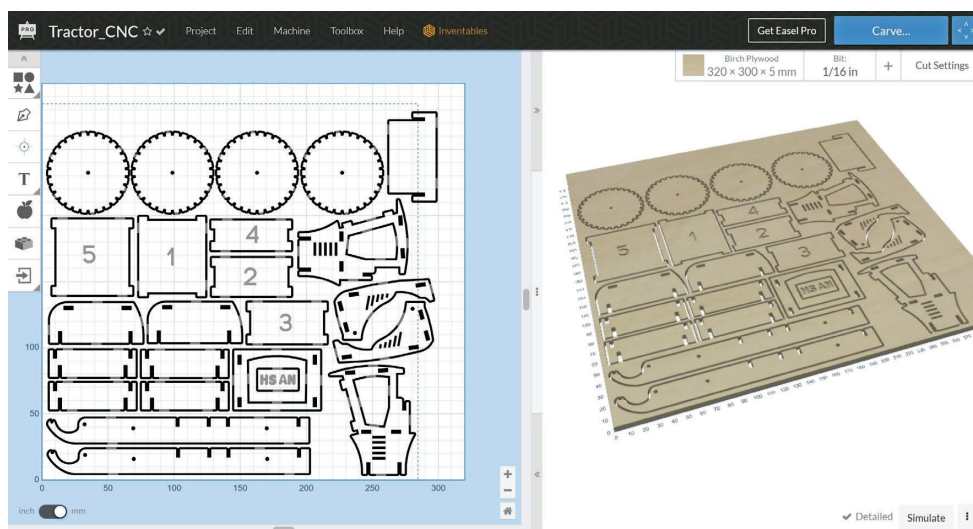 PRO Tractor_CNC Project Edit Machine Toolbox Help Inventables Get Easel Pro Carve...
Birch Plywood
320 × 300 × 5 mm
Bit:
1/16 in
+
Cut Settings
T
5
1
4
2
3
HS AN
100
50
0
0 50 100 150 200 250 300
inch mm
+
−
5
1
4
2
3
HS AN
Detailed
Simulate